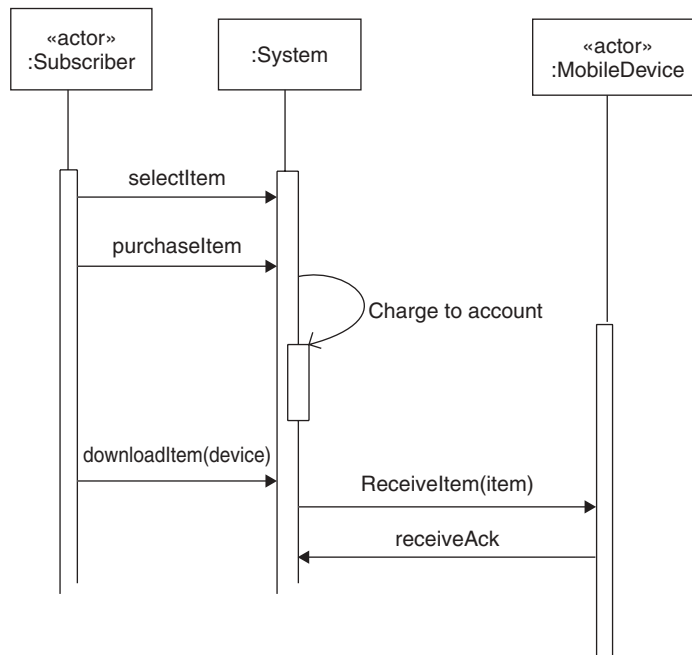 «actor»
:Subscriber
:System
«actor»
:MobileDevice
selectItem
purchaseItem
Charge to account
downloadItem(device)
ReceiveItem(item)
receiveAck